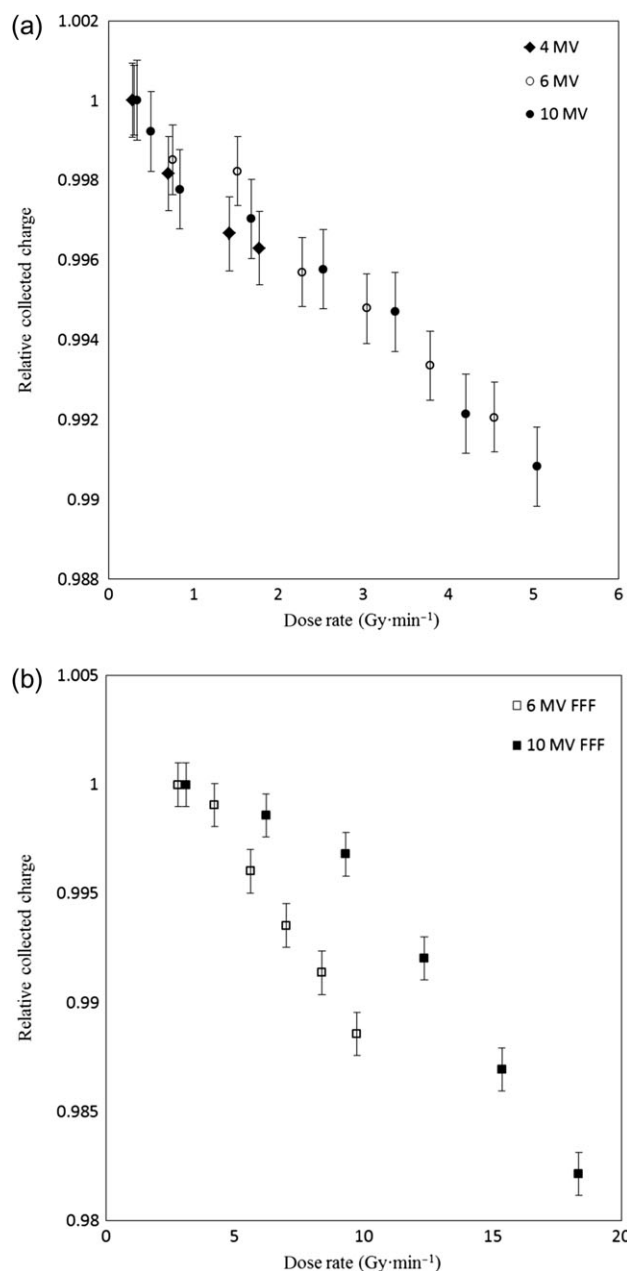 (a)
1.002
1
0.998
0.996
0.994
0.992
0.99
0.988
Relative collected charge
4 MV
6 MV
10 MV
0 1 2 3 4 5 6
Dose rate (Gy·min⁻¹)
(b)
1.005
1
0.995
0.99
0.985
0.98
Relative collected charge
6 MV FFF
10 MV FFF
0 5 10 15 20
Dose rate (Gy·min⁻¹)